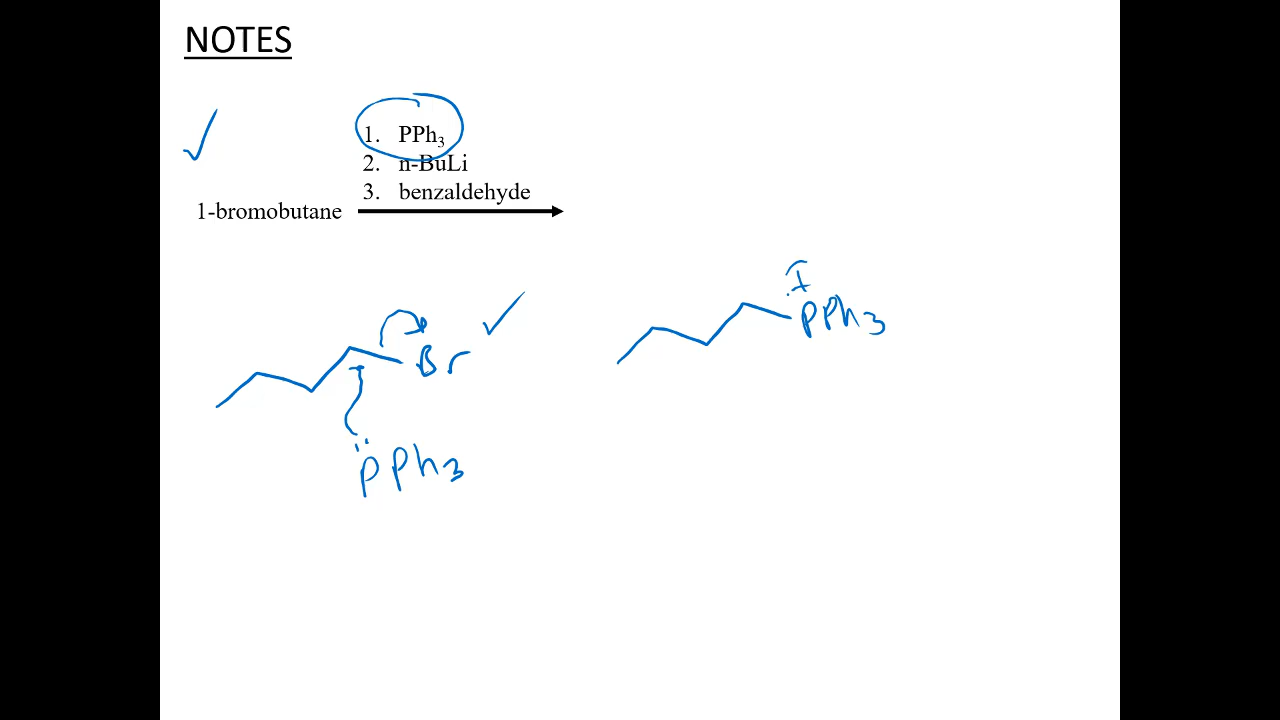 NOTES
1. PPh3
2. n-BuLi
3. benzaldehyde
1-bromobutane
Br
PPh3
PPh3